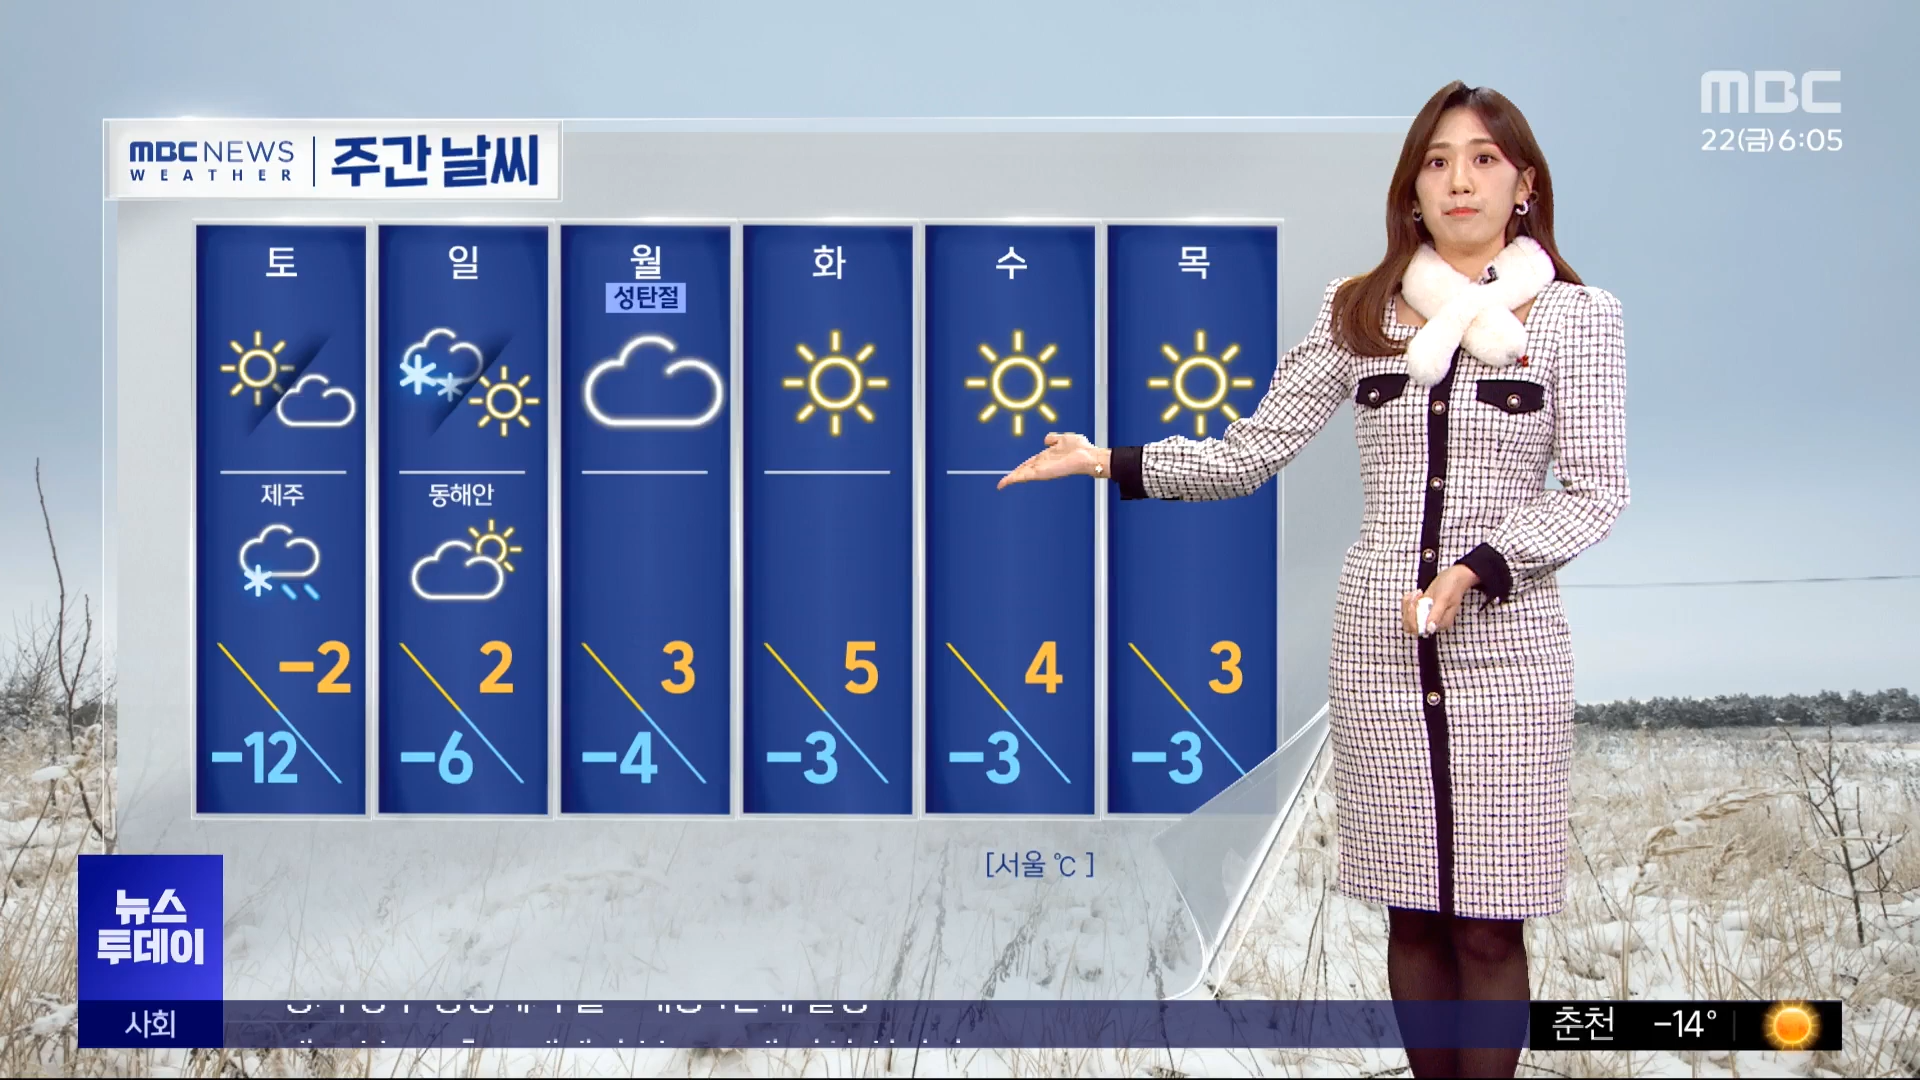 MBC
22(금)6:05
MBC NEWS
WEATHER
주간 날씨
토 일 월 화 수 목
성탄절
제주 동해안
-2 2 3 5 4 3
-12 -6 -4 -3 -3 -3
[서울 ℃]
뉴스
투데이
사회
춘천 -14°